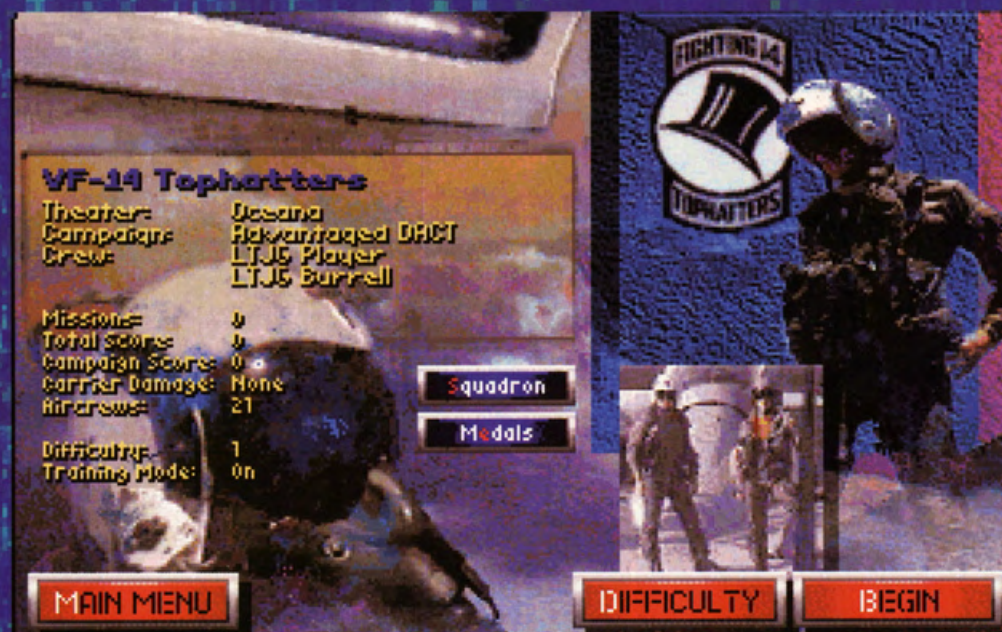 FIGHTING 14
TOPHATTERS
VF-14 Tophatters
Theater: Oceana
Campaign: Advantaged DACT
Crew: LTJG Player
LTJG Burrell
Missions: 0
Total Score: 0
Campaign Score: 0
Carrier Damage: None
Aircrews: 21
Difficulty: 1
Training Mode: On
Squadron
Medals
MAIN MENU
DIFFICULTY
BEGIN